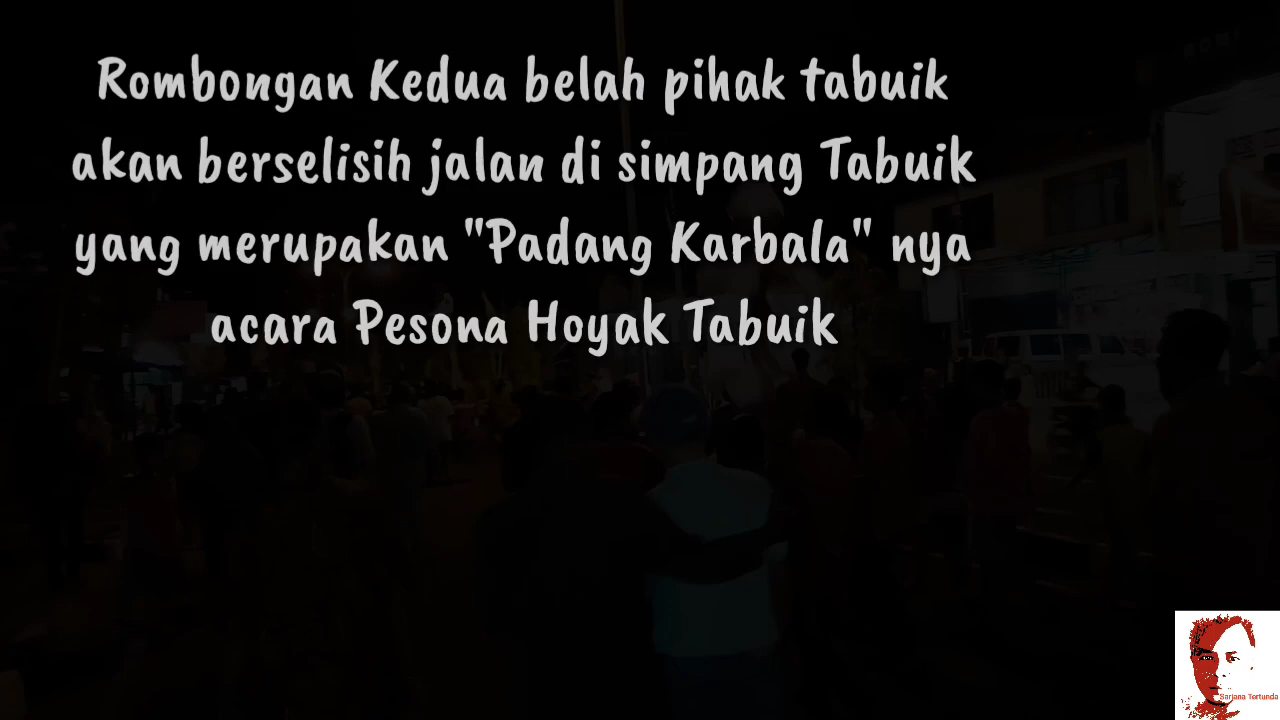 Rombongan Kedua belah pihak tabuik
akan berselisih jalan di simpang Tabuik
yang merupakan "Padang Karbala" nya
acara Pesona Hoyak Tabuik
Sarjana Tertunda